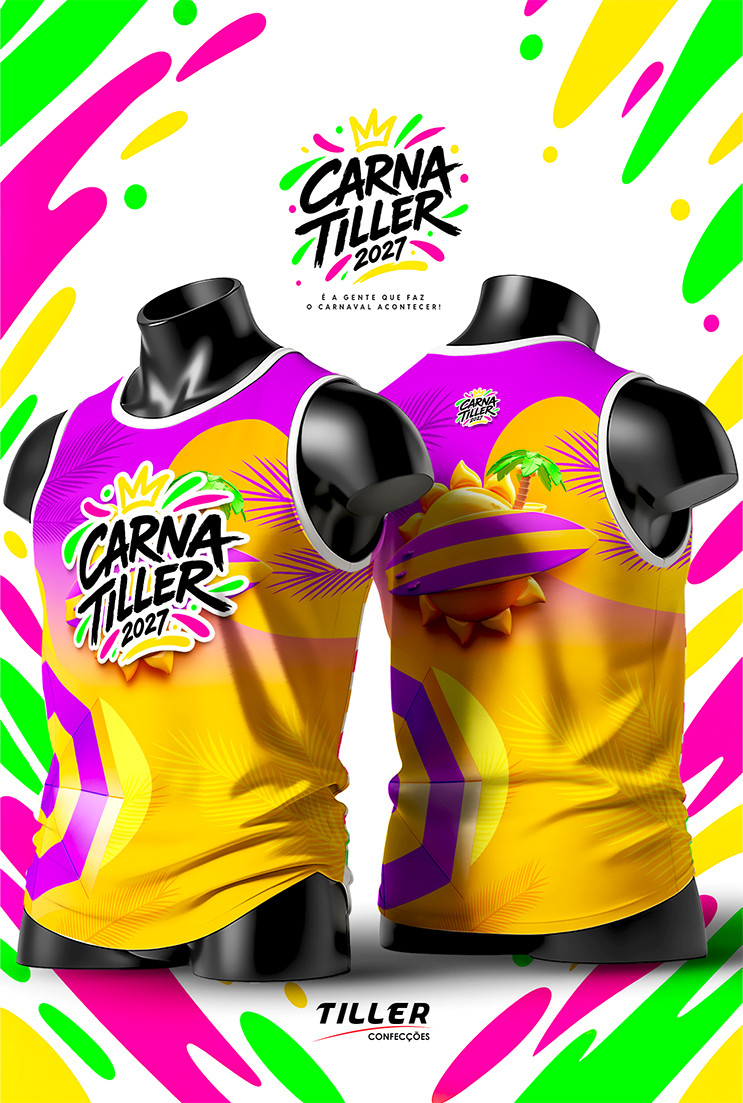 CARNA
TILLER
2027
É A GENTE QUE FAZ
O CARNAVAL ACONTECER!
CARNA
TILLER
2027
CARNA
TILLER
2027
TILLER
CONFECÇÕES